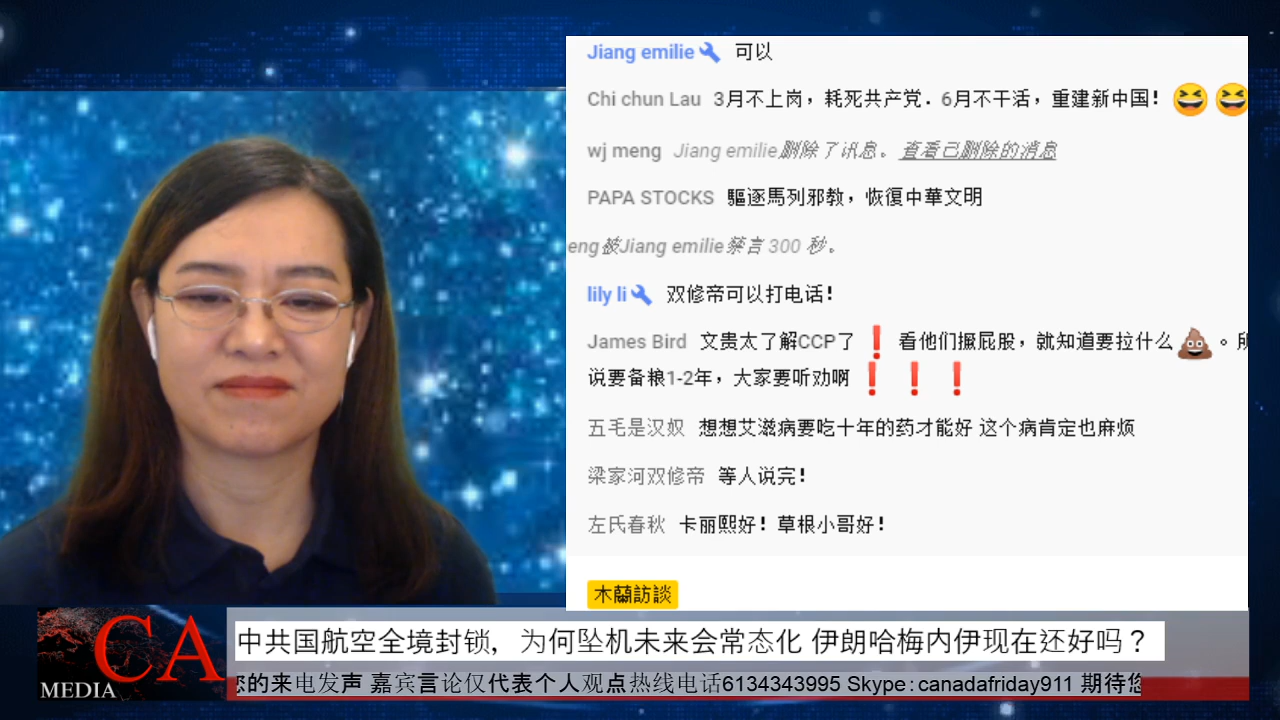 Jiang emilie 可以
Chi chun Lau 3月不上岗，耗死共产党．6月不干活，重建新中国！
wj meng Jiang emilie删除了讯息。查看已删除的消息
PAPA STOCKS 驅逐馬列邪教，恢復中華文明
eng被Jiang emilie禁言 300 秒。
lily li 双修帝可以打电话！
James Bird 文贵太了解CCP了❗看他们撅屁股，就知道要拉什么💩。所
说要备粮1-2年，大家要听劝啊❗❗❗
五毛是汉奴 想想艾滋病要吃十年的药才能好 这个病肯定也麻烦
梁家河双修帝 等人说完！
左氏春秋 卡丽熙好！草根小哥好！
木蘭訪談
CA
MEDIA
中共国航空全境封锁，为何坠机未来会常态化 伊朗哈梅内伊现在还好吗？
您的来电发声 嘉宾言论仅代表个人观点热线电话6134343995 Skype:canadafriday911 期待您